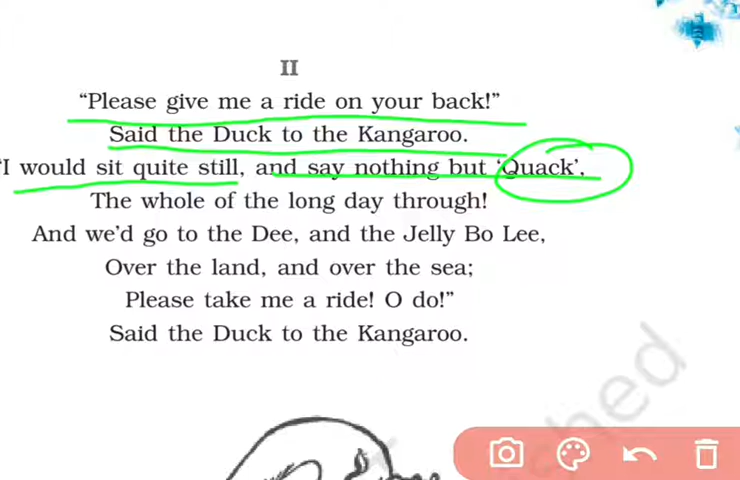 II
“Please give me a ride on your back!”
Said the Duck to the Kangaroo.
“I would sit quite still, and say nothing but ‘Quack’,
The whole of the long day through!
And we’d go to the Dee, and the Jelly Bo Lee,
Over the land, and over the sea;
Please take me a ride! O do!”
Said the Duck to the Kangaroo.
shed